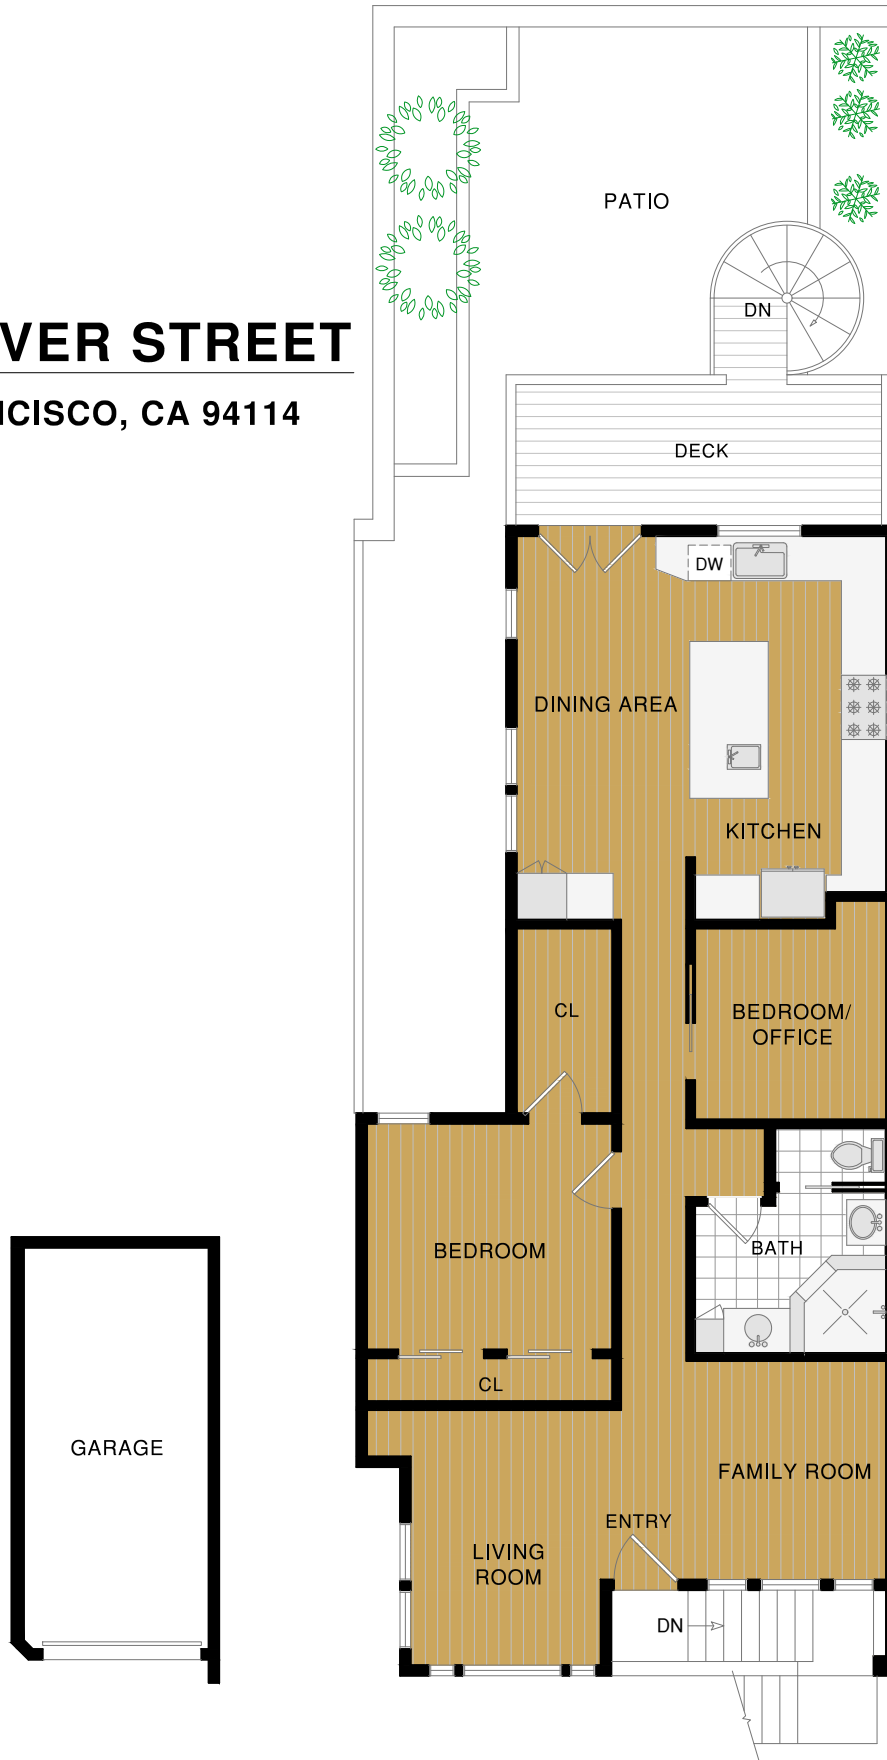 PATIO
DN
VER STREET
CISCO, CA 94114
DECK
DW
DINING AREA
KITCHEN
CL
BEDROOM/
OFFICE
BEDROOM
BATH
CL
GARAGE
FAMILY ROOM
ENTRY
LIVING
ROOM
DN